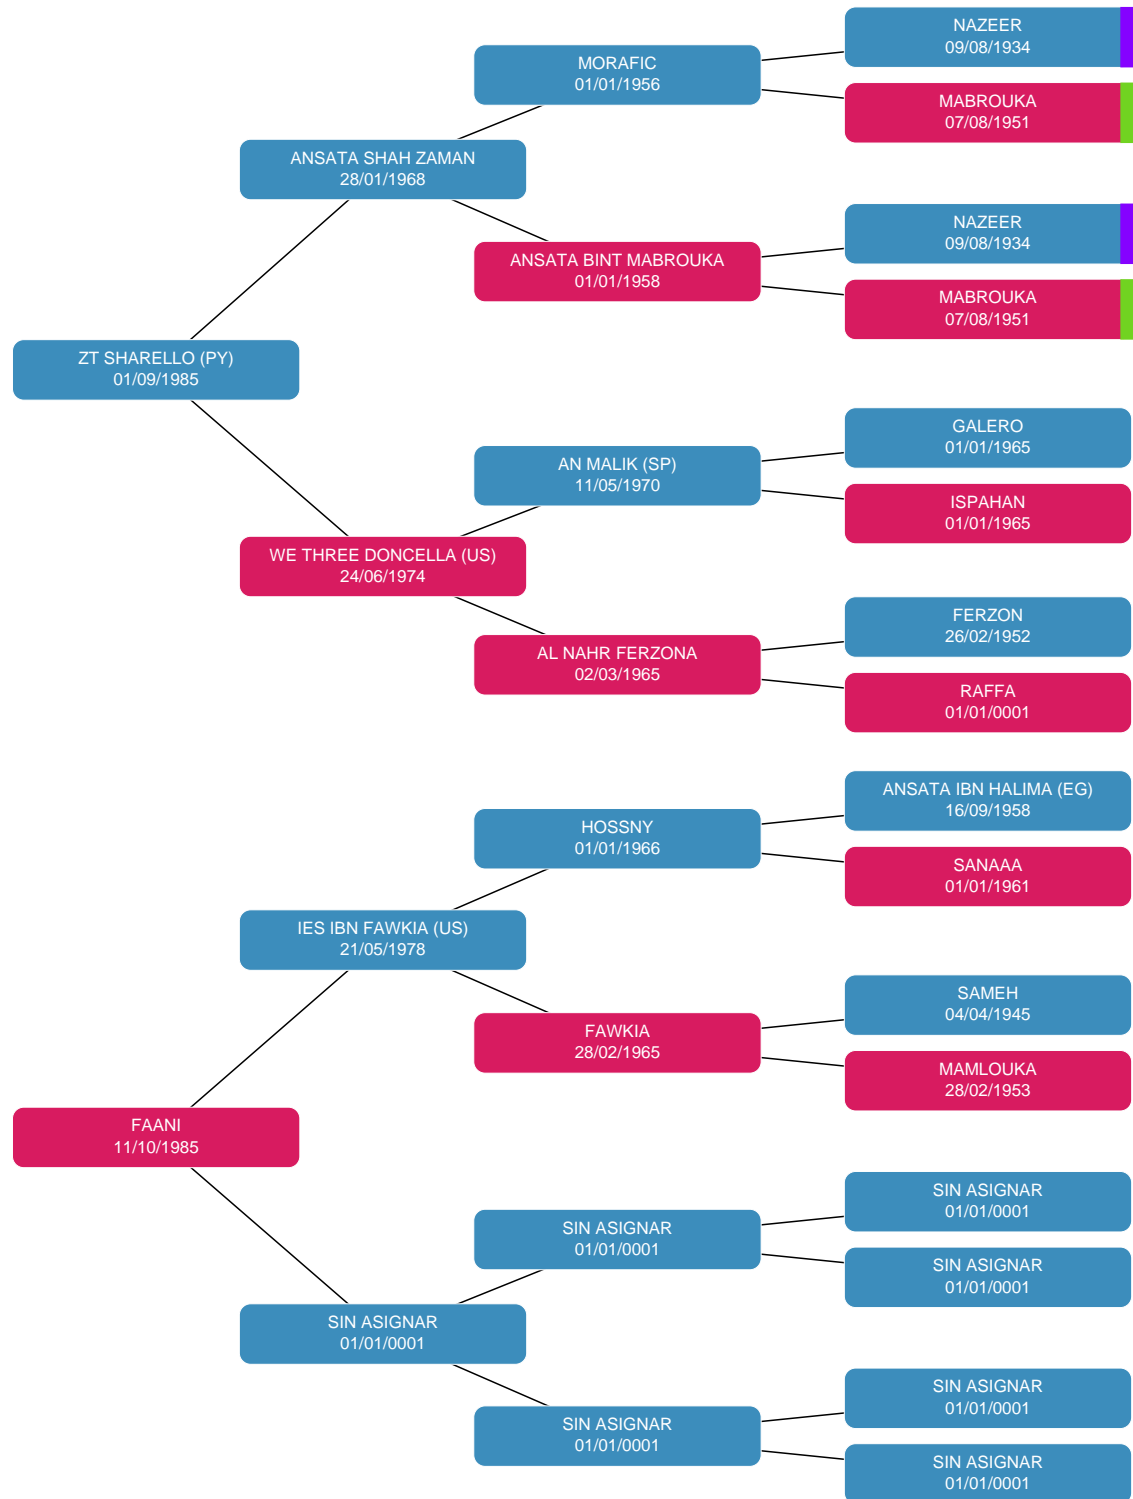 NAZEER
09/08/1934
MORAFIC
01/01/1956
MABROUKA
07/08/1951
ANSATA SHAH ZAMAN
28/01/1968
NAZEER
09/08/1934
ANSATA BINT MABROUKA
01/01/1958
MABROUKA
07/08/1951
ZT SHARELLO (PY)
01/09/1985
GALERO
01/01/1965
AN MALIK (SP)
11/05/1970
ISPAHAN
01/01/1965
WE THREE DONCELLA (US)
24/06/1974
FERZON
26/02/1952
AL NAHR FERZONA
02/03/1965
RAFFA
01/01/0001
ANSATA IBN HALIMA (EG)
16/09/1958
HOSSNY
01/01/1966
SANAAA
01/01/1961
IES IBN FAWKIA (US)
21/05/1978
SAMEH
04/04/1945
FAWKIA
28/02/1965
MAMLOUKA
28/02/1953
FAANI
11/10/1985
SIN ASIGNAR
01/01/0001
SIN ASIGNAR
01/01/0001
SIN ASIGNAR
01/01/0001
SIN ASIGNAR
01/01/0001
SIN ASIGNAR
01/01/0001
SIN ASIGNAR
01/01/0001
SIN ASIGNAR
01/01/0001